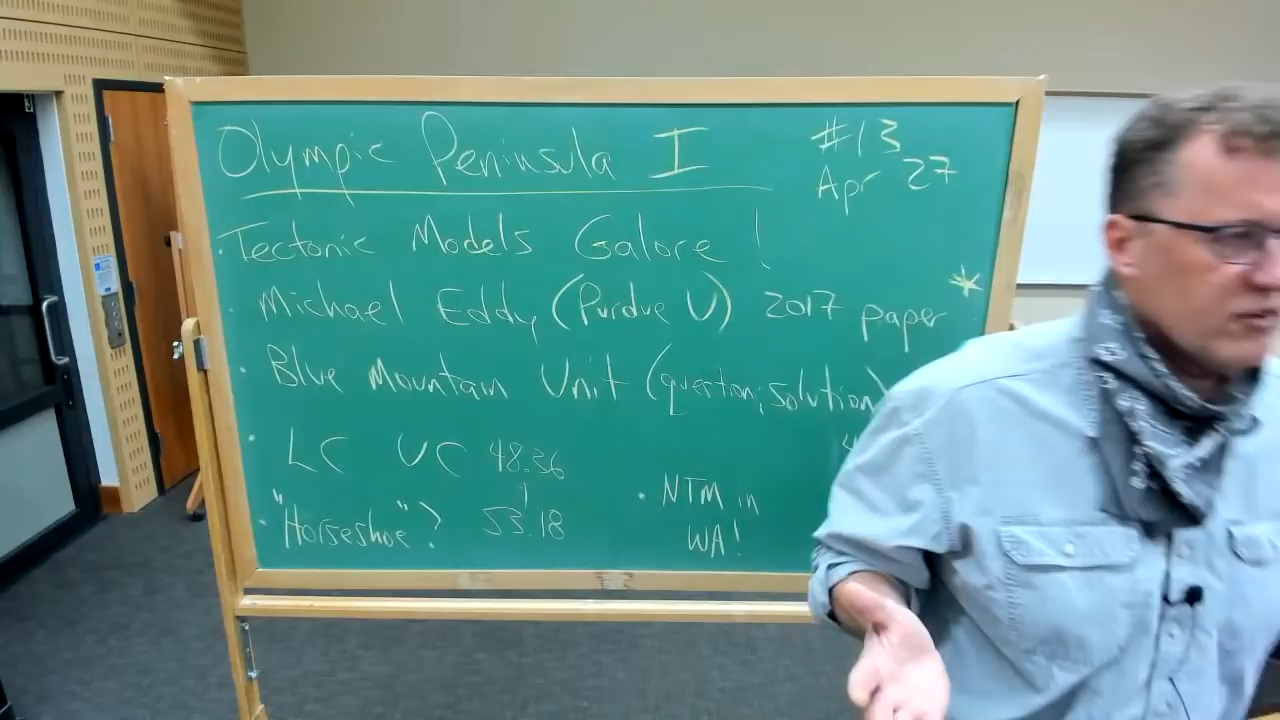 Olympic Peninsula I
#13
Apr 27
· Tectonic Models Galore !
· Michael Eddy (Purdue U) 2017 paper *
· Blue Mountain Unit (question; solution)
· LC UC 48.36
|
· "Horseshoe"? 53.18
· NTM in
WA!